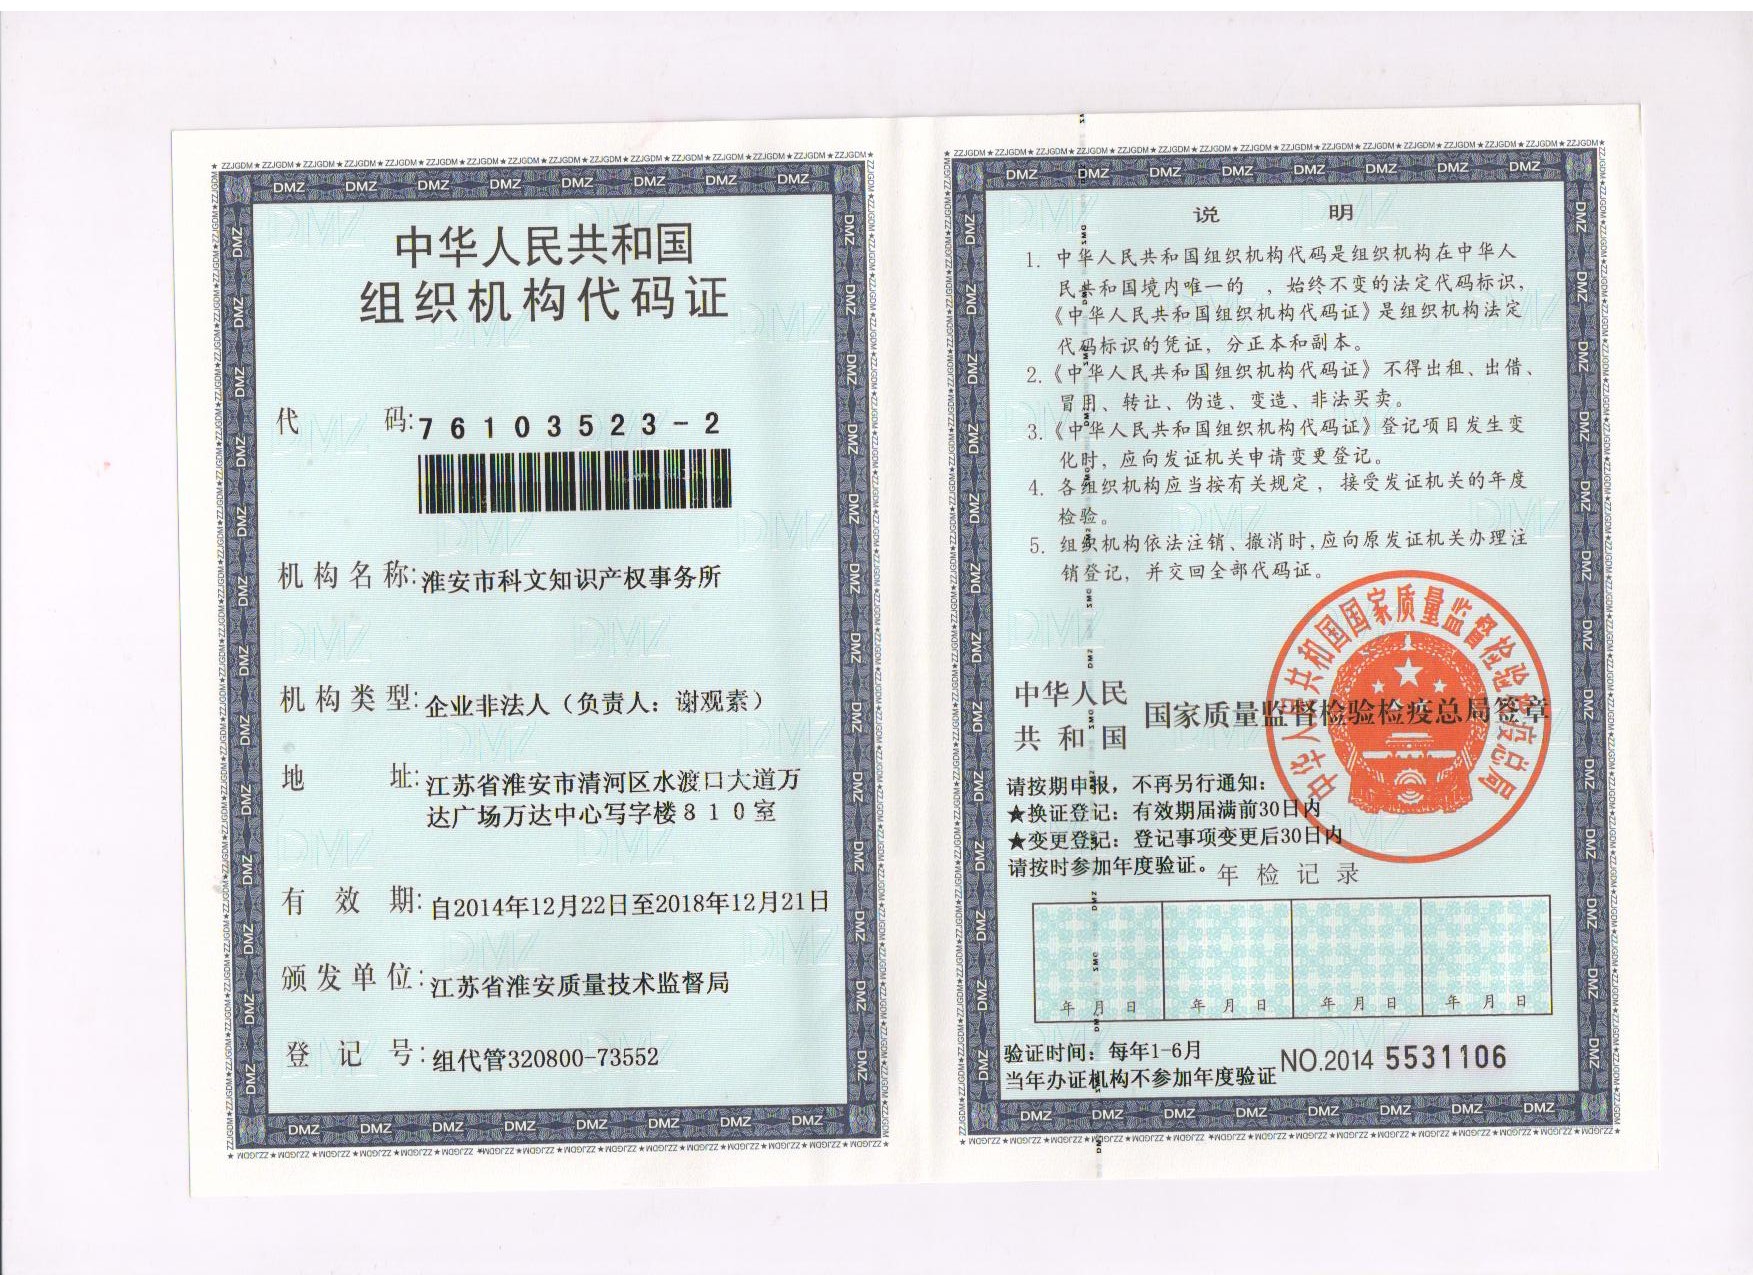 中华人民共和国
组织机构代码证
代 码: 76103523-2
机构名称: 淮安市科文知识产权事务所
机构类型: 企业非法人（负责人：谢观素）
地 址: 江苏省淮安市清河区水渡口大道万
达广场万达中心写字楼８１０室
有 效 期: 自2014年12月22日至2018年12月21日
颁发单位: 江苏省淮安质量技术监督局
登 记 号: 组代管320800-73552
说 明
1. 中华人民共和国组织机构代码是组织机构在中华人
民共和国境内唯一的 ，始终不变的法定代码标识，
《中华人民共和国组织机构代码证》是组织机构法定
代码标识的凭证，分正本和副本。
2.《中华人民共和国组织机构代码证》不得出租、出借、
冒用、转让、伪造、变造、非法买卖。
3.《中华人民共和国组织机构代码证》登记项目发生变
化时，应向发证机关申请变更登记。
4. 各组织机构应当按有关规定，接受发证机关的年度
检验。
5. 组织机构依法注销、撤消时,应向原发证机关办理注
销登记，并交回全部代码证。
中华人民
共和国
国家质量监督检验检疫总局签章
中华人民共和国国家质量监督检验检疫总局
请按期申报，不再另行通知：
★换证登记：有效期届满前30日内
★变更登记：登记事项变更后30日内
请按时参加年度验证。
年检记录
年 月 日 年 月 日 年 月 日 年 月 日
验证时间：每年1-6月
当年办证机构不参加年度验证
NO.2014 5531106